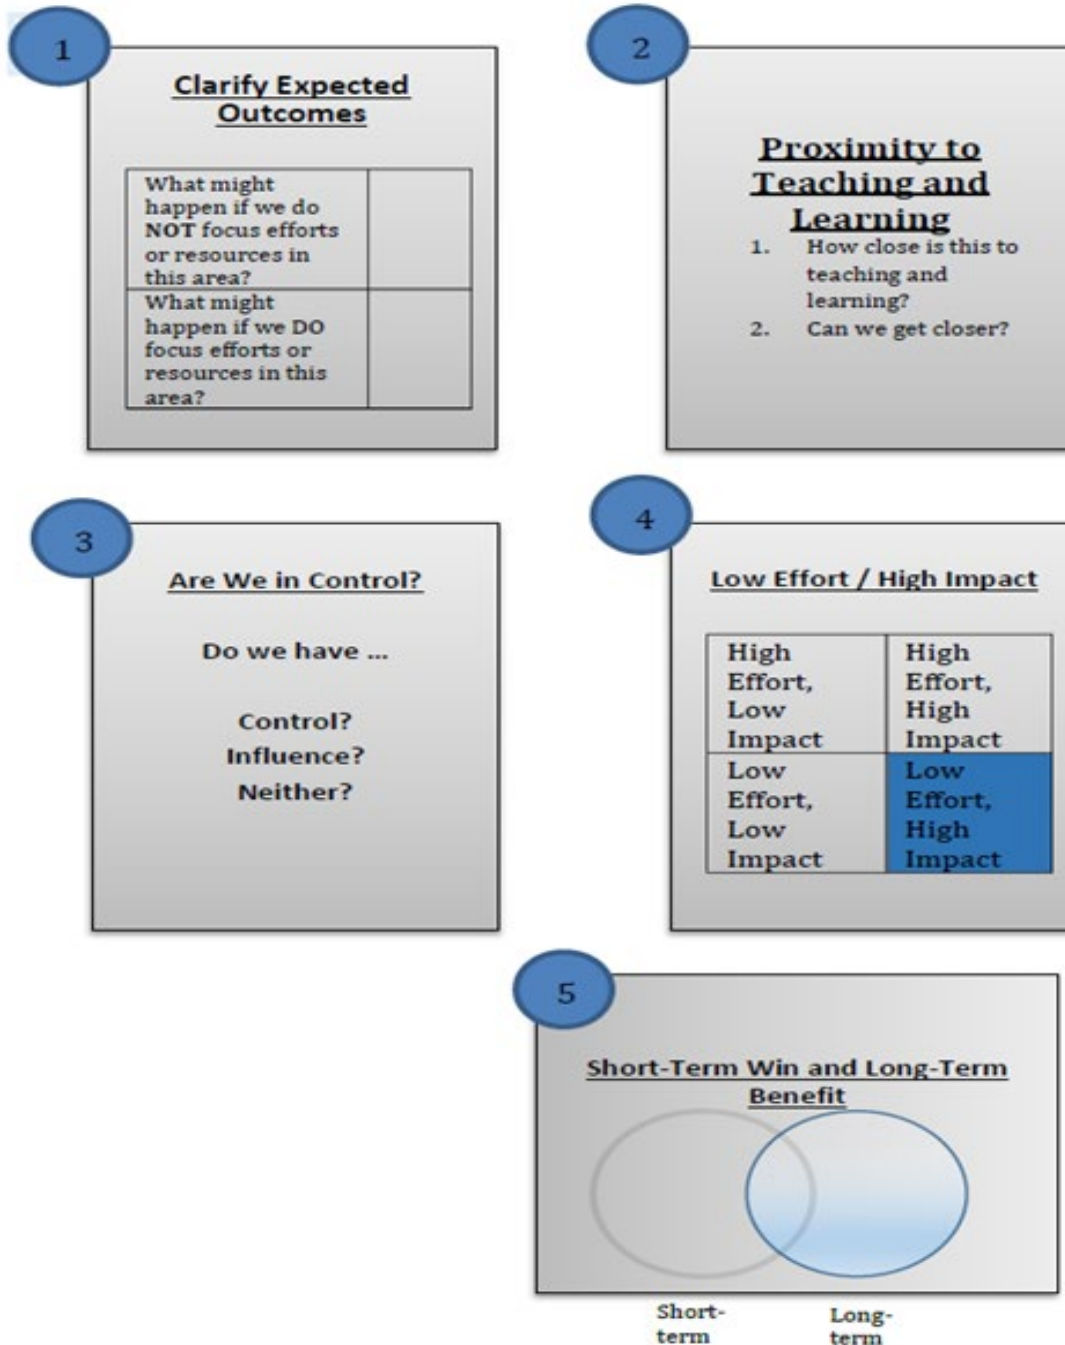 1
Clarify Expected
Outcomes
What might
happen if we do
NOT focus efforts
or resources in
this area?
What might
happen if we DO
focus efforts or
resources in this
area?
2
Proximity to
Teaching and
Learning
1. How close is this to
teaching and
learning?
2. Can we get closer?
3
Are We in Control?
Do we have ...
Control?
Influence?
Neither?
4
Low Effort / High Impact
High
Effort,
Low
Impact
High
Effort,
High
Impact
Low
Effort,
Low
Impact
Low
Effort,
High
Impact
5
Short-Term Win and Long-Term
Benefit
Short-
term
Long-
term